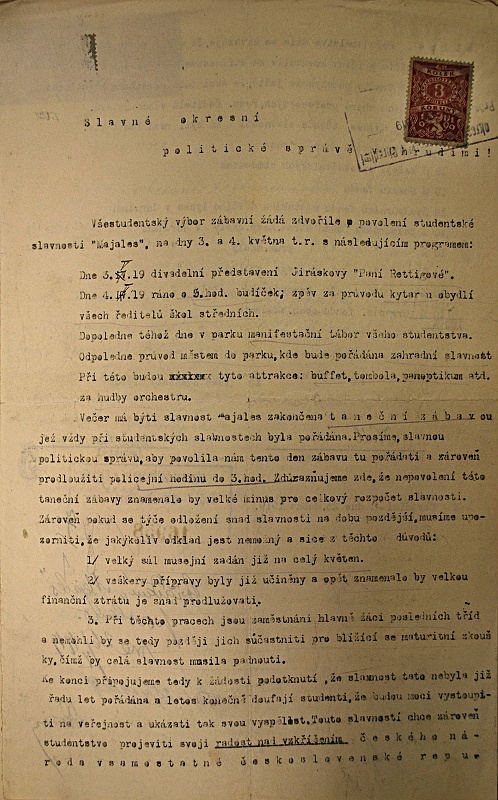 KOLEK
3
KORUNY
Slavné okresní
politické správě Chrudimi!
Všestudentský výbor zábavní žádá zdvořile o povolení studentské
slavnosti "Majales", na dny 3. a 4. května t.r. s následujícím programem:
Dne 3.V.19 divadelní představení Jiráskovy "Paní Rettigové".
Dne 4.V.19 ráno o 5.hod. budíček; zpěv za průvodu kytar u obydlí
všech ředitelů škol středních.
Dopoledne téhož dne v parku manifestační tábor všeho studentstva.
Odpoledne průvod městem do parku, kde bude pořádána zahradní slavnost
Při této budou xxxxxxx tyto attrakce: buffet, tombola, panoptikum atd.
za hudby orchestru.
Večer má býti slavnost Majales zakončena taneční zábavou
jež vždy při studentských slavnostech byla pořádána. Prosíme, slavnou
politickou správu, aby povolila nám tento den zábavu tu pořádati a zároveň
prodloužiti policejní hodinu do 3.hod. Zdůrazňujeme zde, že nepovolení této
taneční zábavy znamenalo by velké minus pro celkový rozpočet slavnosti.
Zároveň pokud se týče odložení snad slavnosti na dobu pozdější, musíme up-
ozorniti, že jakýkoliv odklad jest nemožný a sice z těchto důvodů:
1/ velký sál musejní zadán již na celý květen.
2/ veškery přípravy byly již učiněny a opět znamenalo by velkou
finanční ztrátu je snad prodlužovati.
3. Při těchto pracech jsou zaměstnáni hlavně žáci posledních tříd
a nemohli by se tedy později jich súčastniti pro blížící se maturitní zkouš
ky, čímž by celá slavnost musila padnouti.
Ke konci připojujeme tedy k žádosti podotknutí, že slavnost tato nebyla již
řadu let pořádána a letos konečně doufají studenti, že budou moci vystoupi-
ti na veřejnost a ukázati tak svou vyspělost. Touto slavností chce zároveň
studentstvo projeviti svoji radost nad vzkříšením českého ná-
roda v samostatné československé repu-